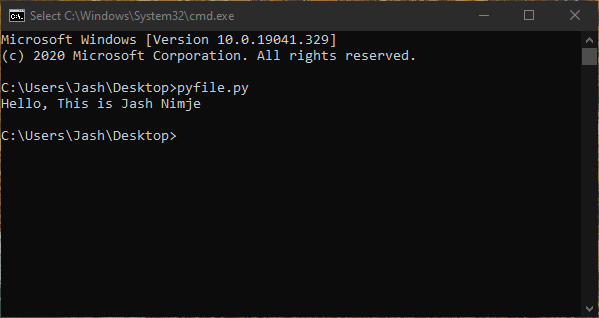 Select C:\Windows\System32\cmd.exe
Microsoft Windows [Version 10.0.19041.329]
(c) 2020 Microsoft Corporation. All rights reserved.
C:\Users\Jash\Desktop>pyfile.py
Hello, This is Jash Nimje
C:\Users\Jash\Desktop>